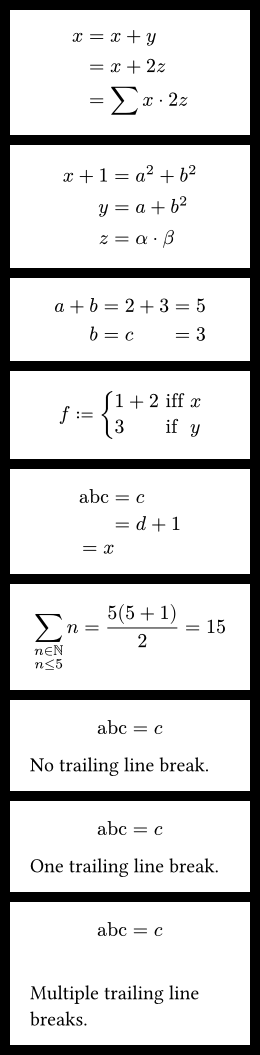 x = x + y
= x + 2z
= ∑ x · 2z
x + 1 = a² + b²
y = a + b²
z = α · β
a + b = 2 + 3 = 5
b = c = 3
f ≔ { 1 + 2 iff x
3 if y
abc = c
= d + 1
= x
∑ n = 5(5 + 1) / 2 = 15
n∈ℕ
n≤5
abc = c
No trailing line break.
abc = c
One trailing line break.
abc = c
Multiple trailing line
breaks.